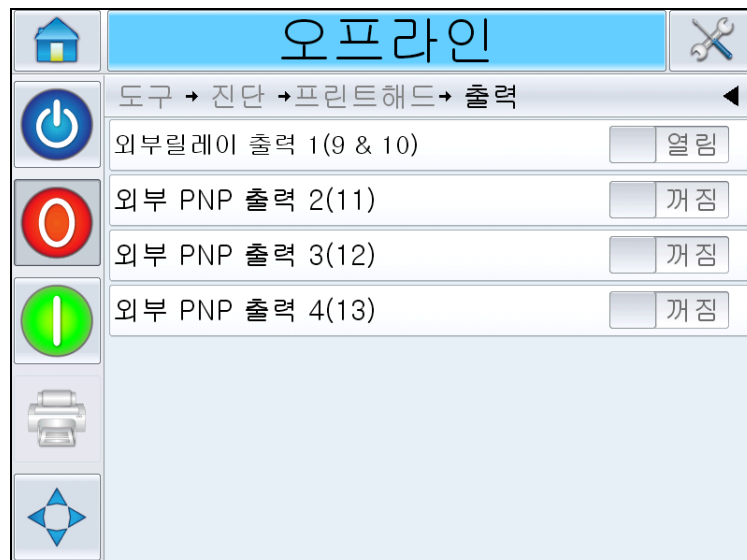 오프라인
도구 → 진단 →프린트헤드→ 출력
외부릴레이 출력 1(9 & 10) 열림
외부 PNP 출력 2(11) 꺼짐
외부 PNP 출력 3(12) 꺼짐
외부 PNP 출력 4(13) 꺼짐